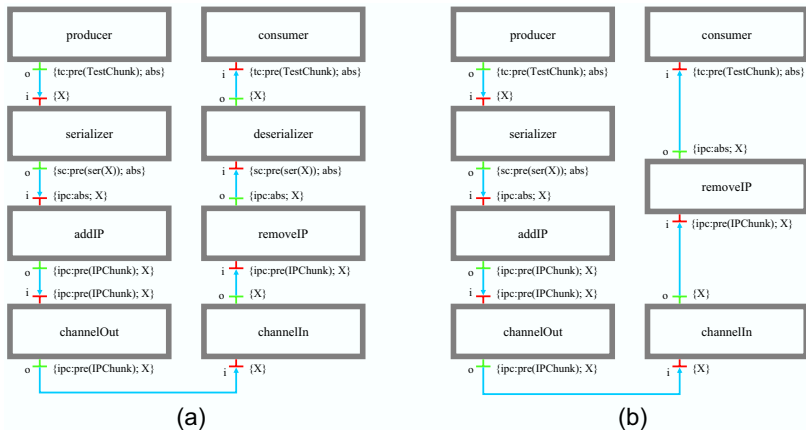 producer
o {tc:pre(TestChunk); abs}
i {X}
serializer
o {sc:pre(ser(X)); abs}
i {ipc:abs; X}
addIP
o {ipc:pre(IPChunk); X}
i {ipc:pre(IPChunk); X}
channelOut
o {ipc:pre(IPChunk); X}
consumer
i {tc:pre(TestChunk); abs}
o {X}
deserializer
i {sc:pre(ser(X)); abs}
o {ipc:abs; X}
removeIP
i {ipc:pre(IPChunk); X}
o {X}
channelIn
i {X}
(a)
producer
o {tc:pre(TestChunk); abs}
i {X}
serializer
o {sc:pre(ser(X)); abs}
i {ipc:abs; X}
addIP
o {ipc:pre(IPChunk); X}
i {ipc:pre(IPChunk); X}
channelOut
o {ipc:pre(IPChunk); X}
consumer
i {tc:pre(TestChunk); abs}
o {ipc:abs; X}
removeIP
i {ipc:pre(IPChunk); X}
o {X}
channelIn
i {X}
(b)